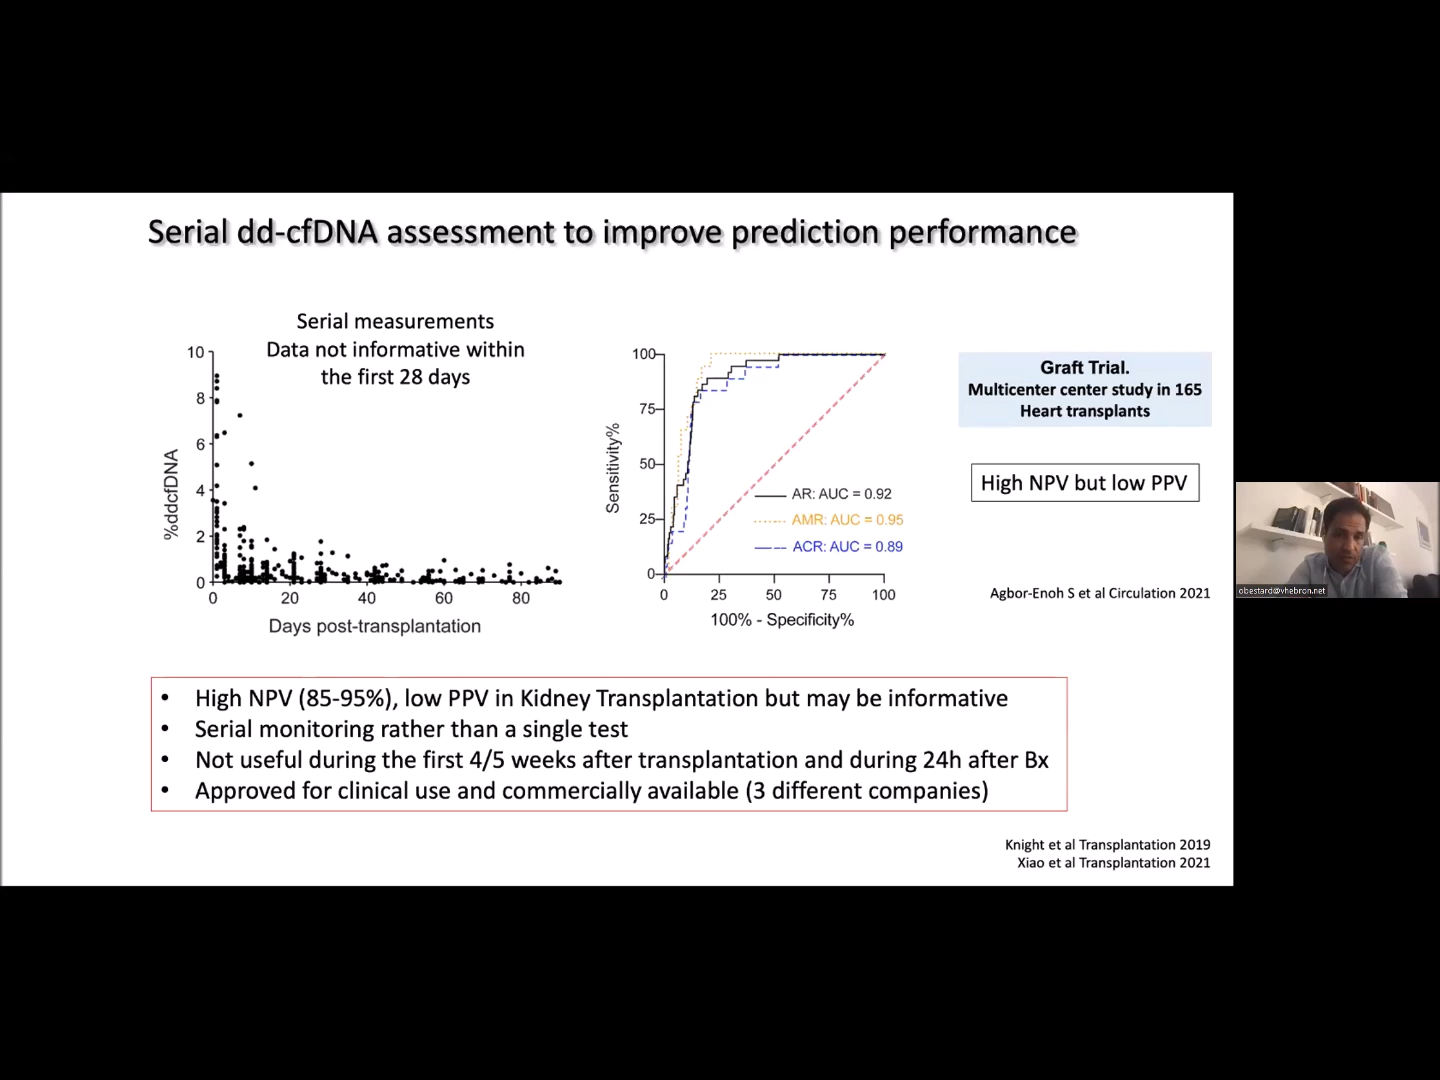 Serial dd-cfDNA assessment to improve prediction performance
Serial measurements
Data not informative within
the first 28 days
10
8
6
4
2
0
%ddcfDNA
0 20 40 60 80
Days post-transplantation
100
75
50
25
0
Sensitivity%
AR: AUC = 0.92
AMR: AUC = 0.95
ACR: AUC = 0.89
0 25 50 75 100
100% - Specificity%
Graft Trial.
Multicenter center study in 165
Heart transplants
High NPV but low PPV
Agbor-Enoh S et al Circulation 2021
obestard@vhebron.net
• High NPV (85-95%), low PPV in Kidney Transplantation but may be informative
• Serial monitoring rather than a single test
• Not useful during the first 4/5 weeks after transplantation and during 24h after Bx
• Approved for clinical use and commercially available (3 different companies)
Knight et al Transplantation 2019
Xiao et al Transplantation 2021